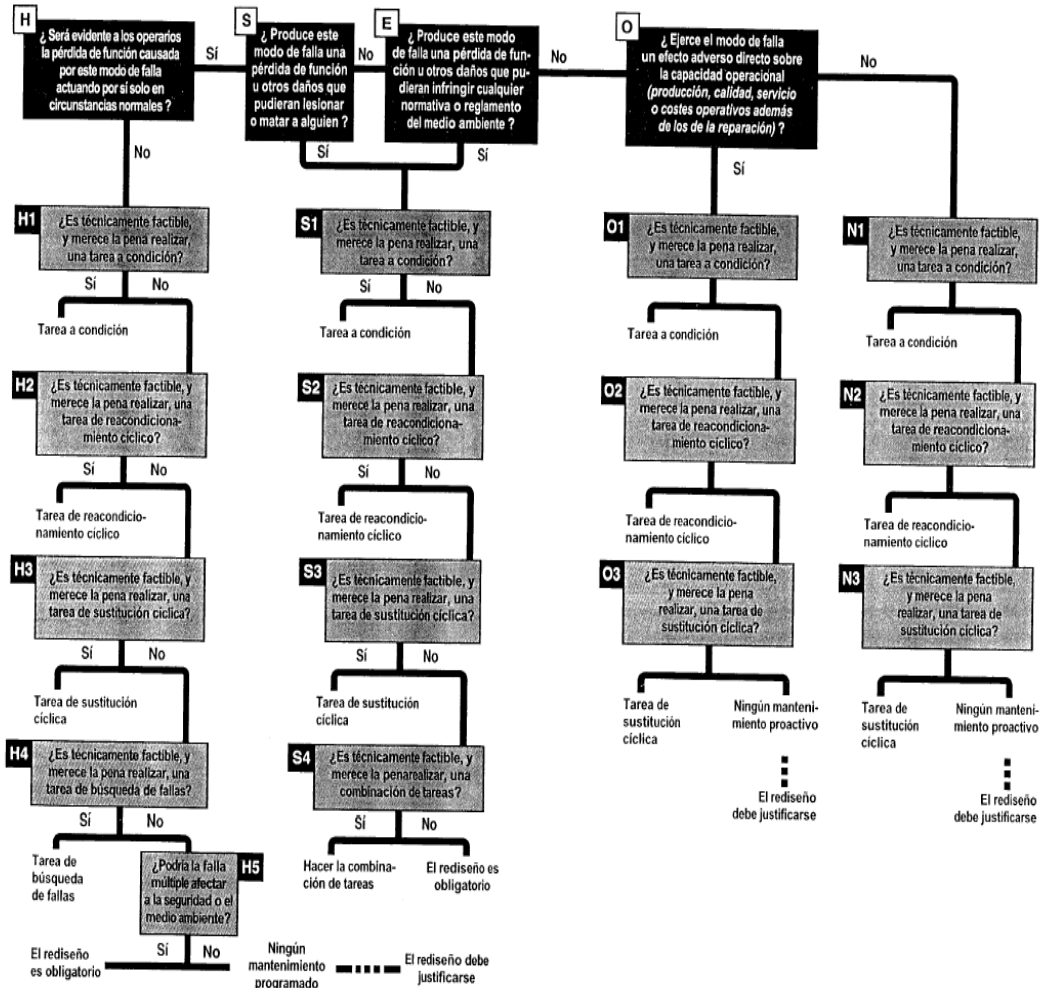 H
¿ Será evidente a los operarios
la pérdida de función causada
por este modo de falla
actuando por sí solo en
circunstancias normales ?
Sí
No
S
¿ Produce este
modo de falla una
pérdida de función
u otros daños que
pudieran lesionar
o matar a alguien ?
No
Sí
E
¿ Produce este modo
de falla una pérdida de fun-
ción u otros daños que pu-
dieran infringir cualquier
normativa o reglamento
del medio ambiente ?
No
Sí
O
¿ Ejerce el modo de falla
un efecto adverso directo sobre
la capacidad operacional
(producción, calidad, servicio
o costes operativos además
de los de la reparación) ?
No
Sí
H1
¿Es técnicamente factible,
y merece la pena realizar,
una tarea a condición?
Sí No
Tarea a condición
H2
¿Es técnicamente factible, y
merece la pena realizar, una
tarea de reacondiciona-
miento cíclico?
Sí No
Tarea de reacondicio-
namiento cíclico
H3
¿Es técnicamente factible, y
merece la pena realizar, una
tarea de sustitución cíclica?
Sí No
Tarea de sustitución
cíclica
H4
¿Es técnicamente factible, y
merece la pena realizar, una
tarea de búsqueda de fallas?
Sí No
Tarea de
búsqueda
de fallas
H5
¿Podría la falla
múltiple afectar
a la seguridad o el
medio ambiente?
Sí No
El rediseño
es obligatorio
Ningún
mantenimiento
programado
El rediseño debe
justificarse
S1
¿Es técnicamente factible,
y merece la pena realizar,
una tarea a condición?
Sí No
Tarea a condición
S2
¿Es técnicamente factible, y
merece la pena realizar, una
tarea de reacondiciona-
miento cíclico?
Sí No
Tarea de reacondicio-
namiento cíclico
S3
¿Es técnicamente factible, y
merece la pena realizar, una
tarea de sustitución cíclica?
Sí No
Tarea de sustitución
cíclica
S4
¿Es técnicamente factible, y
merece la penarealizar, una
combinación de tareas?
Sí No
Hacer la combina-
ción de tareas
El rediseño es
obligatorio
O1
¿Es técnicamente factible,
y merece la pena realizar,
una tarea a condición?
Tarea a condición
O2
¿Es técnicamente factible, y
merece la pena realizar, una
tarea de reacondiciona-
miento cíclico?
Tarea de reacondicio-
namiento cíclico
O3
¿Es técnicamente factible,
y merece la pena
realizar, una tarea de
sustitución cíclica?
Tarea de
sustitución
cíclica
Ningún manteni-
miento proactivo
El rediseño
debe justificarse
N1
¿Es técnicamente factible,
y merece la pena realizar,
una tarea a condición?
Tarea a condición
N2
¿Es técnicamente factible, y
merece la pena realizar, una
tarea de reacondiciona-
miento cíclico?
Tarea de reacondicio-
namiento cíclico
N3
¿Es técnicamente factible,
y merece la pena
realizar, una tarea de
sustitución cíclica?
Tarea de
sustitución
cíclica
Ningún manteni-
miento proactivo
El rediseño
debe justificarse